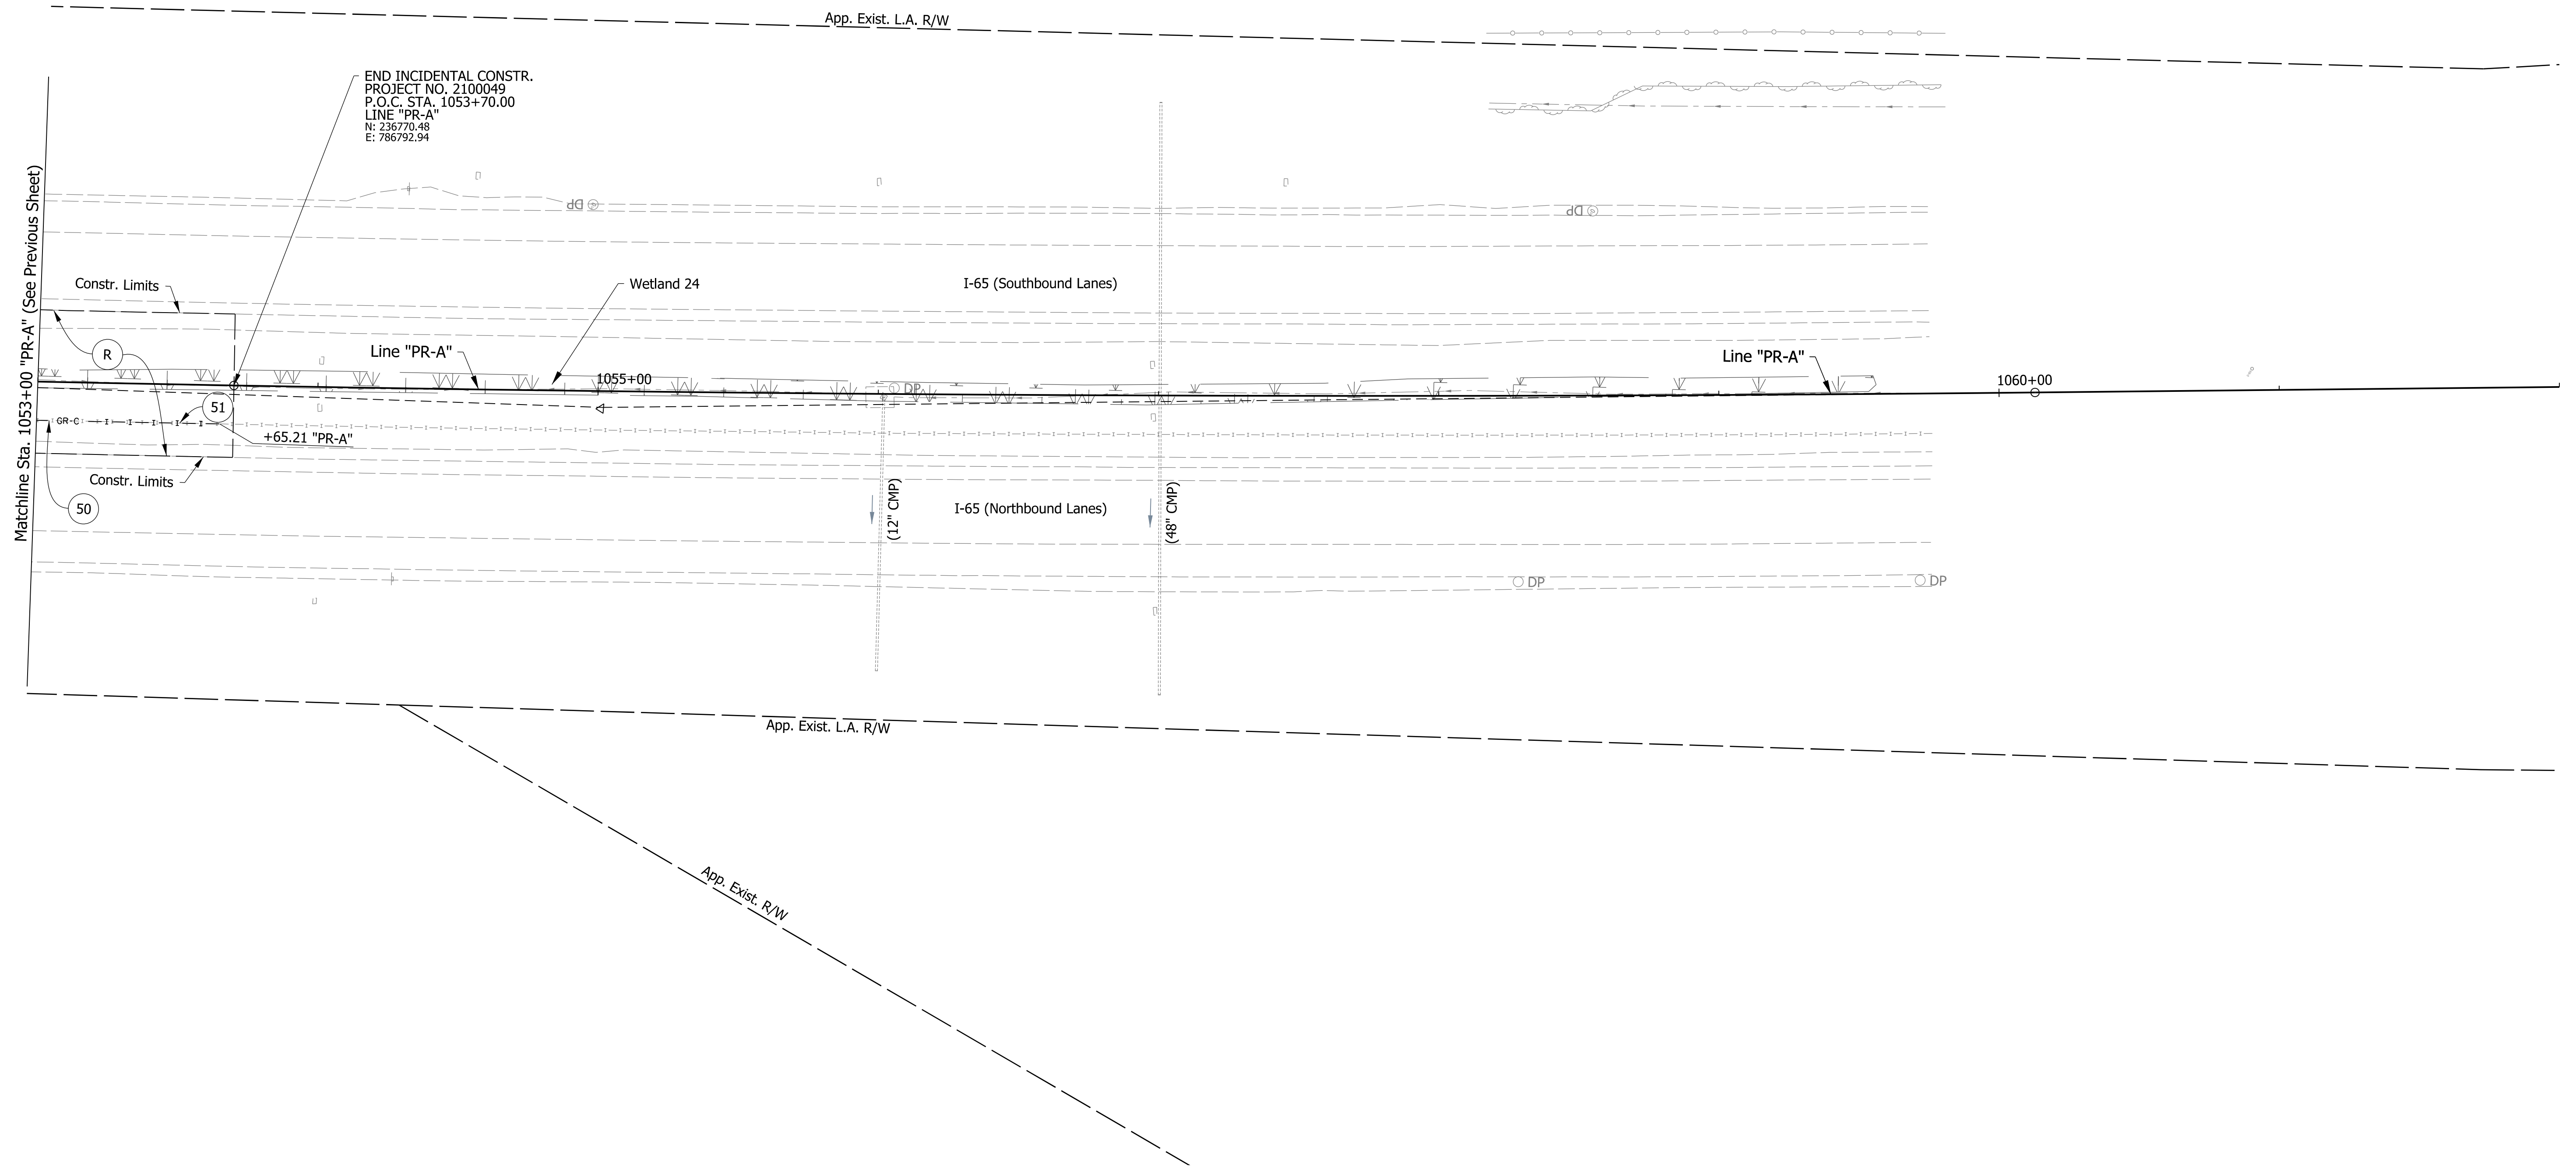 App. Exist. L.A. R/W
END INCIDENTAL CONSTR.
PROJECT NO. 2100049
P.O.C. STA. 1053+70.00
LINE "PR-A"
N: 236770.48
E: 786792.94
Matchline Sta. 1053+00 "PR-A" (See Previous Sheet)
DP
DP
Constr. Limits
Wetland 24
I-65 (Southbound Lanes)
R
Line "PR-A"
Line "PR-A"
1055+00
1060+00
DP
51
GR-C
+65.21 "PR-A"
Constr. Limits
50
(12" CMP)
I-65 (Northbound Lanes)
(48" CMP)
DP
DP
App. Exist. L.A. R/W
App. Exist. R/W